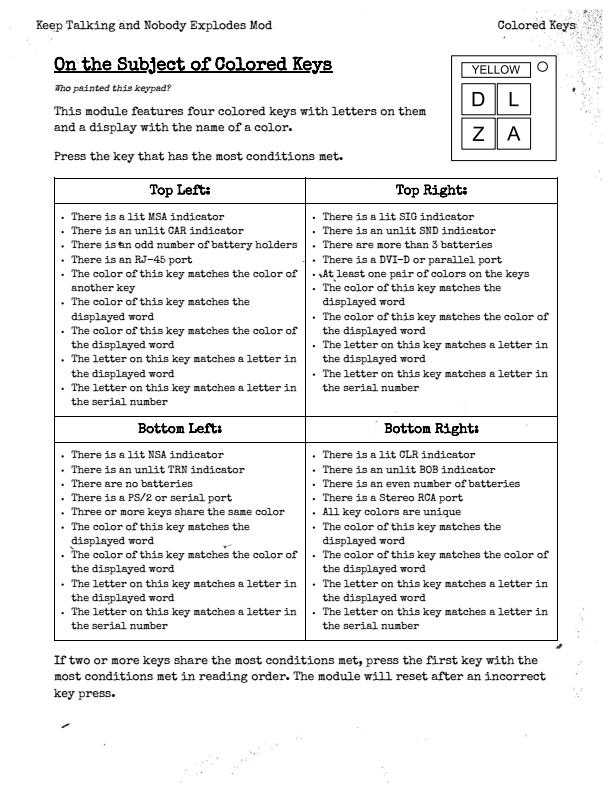 Keep Talking and Nobody Explodes Mod
Colored Keys
On the Subject of Colored Keys
Who painted this keypad?
This module features four colored keys with letters on them
and a display with the name of a color.
Press the key that has the most conditions met.
YELLOW
D L
Z A
Top Left:
• There is a lit MSA indicator
• There is an unlit CAR indicator
• There is an odd number of battery holders
• There is an RJ-45 port
• The color of this key matches the color of
another key
• The color of this key matches the
displayed word
• The color of this key matches the color of
the displayed word
• The letter on this key matches a letter in
the displayed word
• The letter on this key matches a letter in
the serial number
Top Right:
• There is a lit SIG indicator
• There is an unlit SND indicator
• There are more than 3 batteries
• There is a DVI-D or parallel port
• At least one pair of colors on the keys
• The color of this key matches the
displayed word
• The color of this key matches the color of
the displayed word
• The letter on this key matches a letter in
the displayed word
• The letter on this key matches a letter in
the serial number
Bottom Left:
• There is a lit NSA indicator
• There is an unlit TRN indicator
• There are no batteries
• There is a PS/2 or serial port
• Three or more keys share the same color
• The color of this key matches the
displayed word
• The color of this key matches the color of
the displayed word
• The letter on this key matches a letter in
the displayed word
• The letter on this key matches a letter in
the serial number
Bottom Right:
• There is a lit CLR indicator
• There is an unlit BOB indicator
• There is an even number of batteries
• There is a Stereo RCA port
• All key colors are unique
• The color of this key matches the
displayed word
• The color of this key matches the color of
the displayed word
• The letter on this key matches a letter in
the displayed word
• The letter on this key matches a letter in
the serial number
If two or more keys share the most conditions met, press the first key with the
most conditions met in reading order. The module will reset after an incorrect
key press.